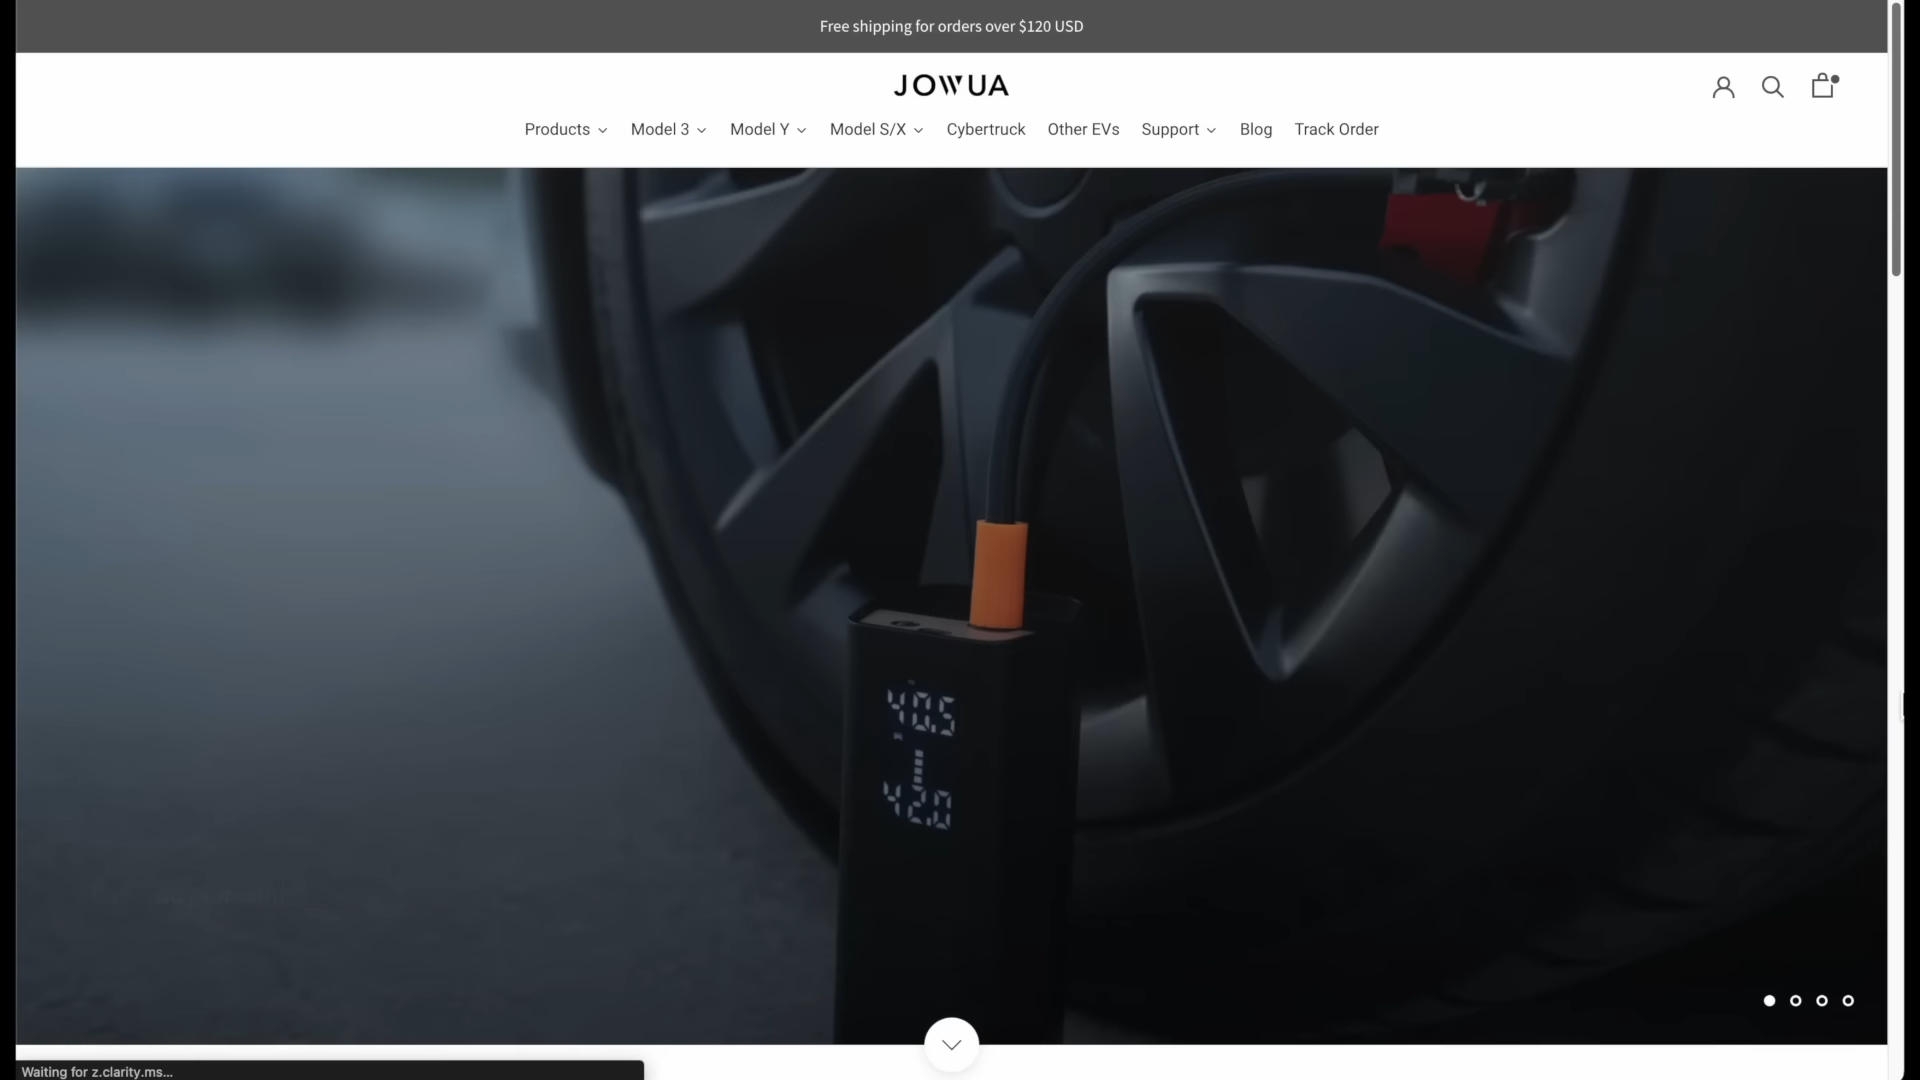 Free shipping for orders over $120 USD
JOWUA
Products
Model 3
Model Y
Model S/X
Cybertruck
Other EVs
Support
Blog
Track Order
40.5
42.0
Waiting for z.clarity.ms...